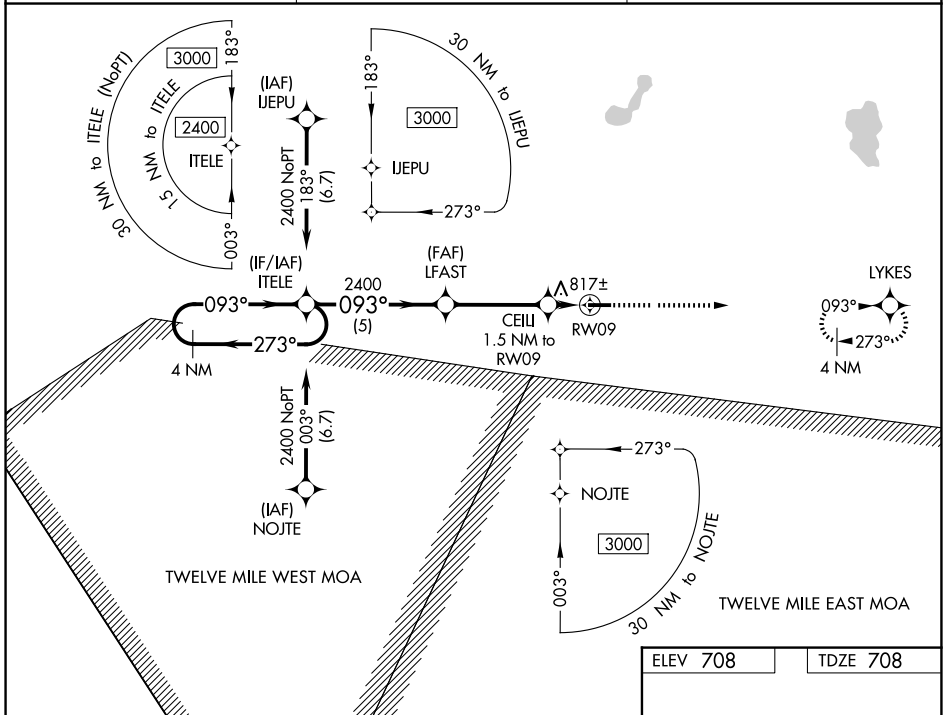 30 NM to ITELE (NoPT)
3000
183°
15 NM to ITELE
2400
ITELE
003°
(IAF)
IJEPU
2400 NoPT
183°
(6.7)
183°
30 NM to IJEPU
3000
IJEPU
273°
(IF/IAF)
ITELE
093°
2400
093°
(5)
273°
4 NM
(FAF)
LFAST
CEILI
1.5 NM to
RW09
817±
RW09
LYKES
093°
273°
4 NM
2400 NoPT
003°
(6.7)
(IAF)
NOJTE
273°
NOJTE
3000
003°
30 NM to NOJTE
TWELVE MILE WEST MOA
TWELVE MILE EAST MOA
ELEV 708
TDZE 708